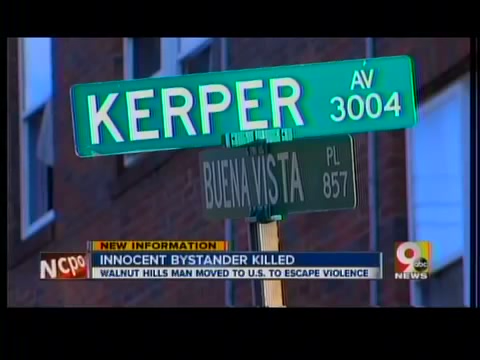 KERPER AV 3004
BUENA VISTA PL 857
NEW INFORMATION
INNOCENT BYSTANDER KILLED
WALNUT HILLS MAN MOVED TO U.S. TO ESCAPE VIOLENCE
Ncpo
9 abc
NEWS